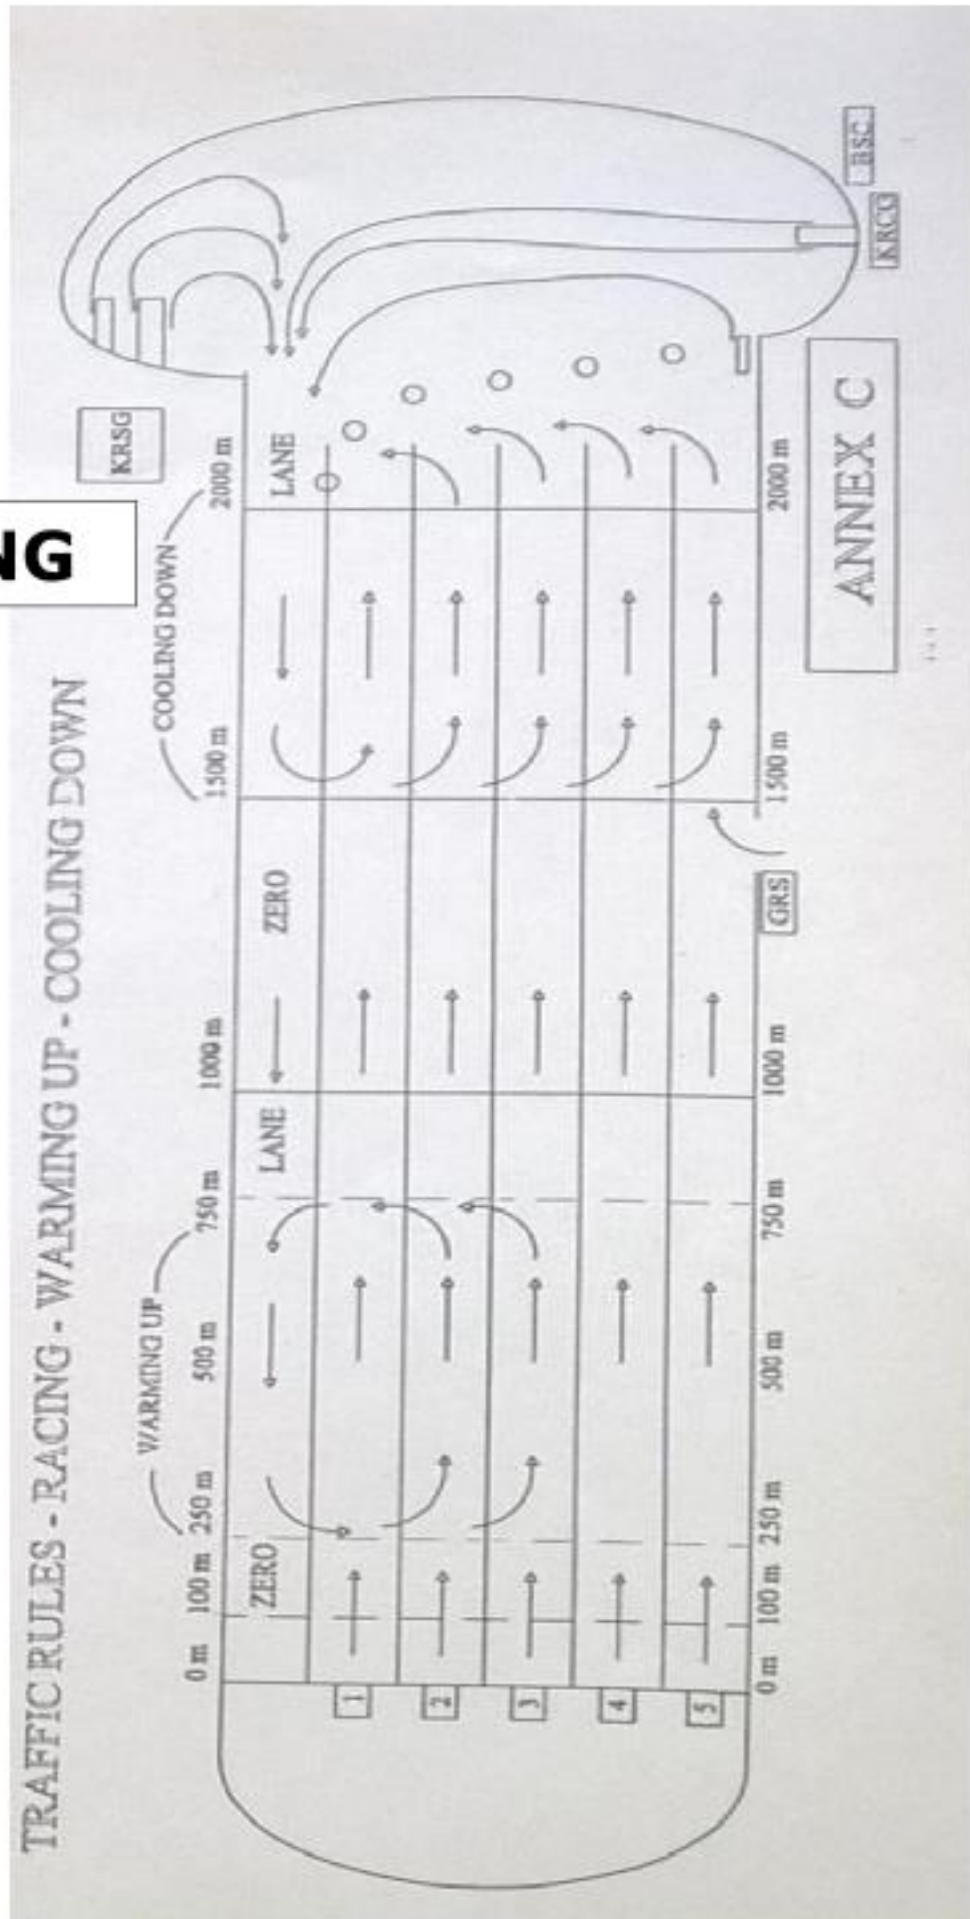 NG
TRAFFIC RULES - RACING - WARMING UP - COOLING DOWN
WARMING UP
COOLING DOWN
KRSG
0 m 100 m 250 m 500 m 750 m 1000 m 1500 m 2000 m
ZERO LANE ZERO LANE
1
2
3
4
5
0 m 100 m 250 m 500 m 750 m 1000 m 1500 m 2000 m
GRS
KRCG
BSC
ANNEX C